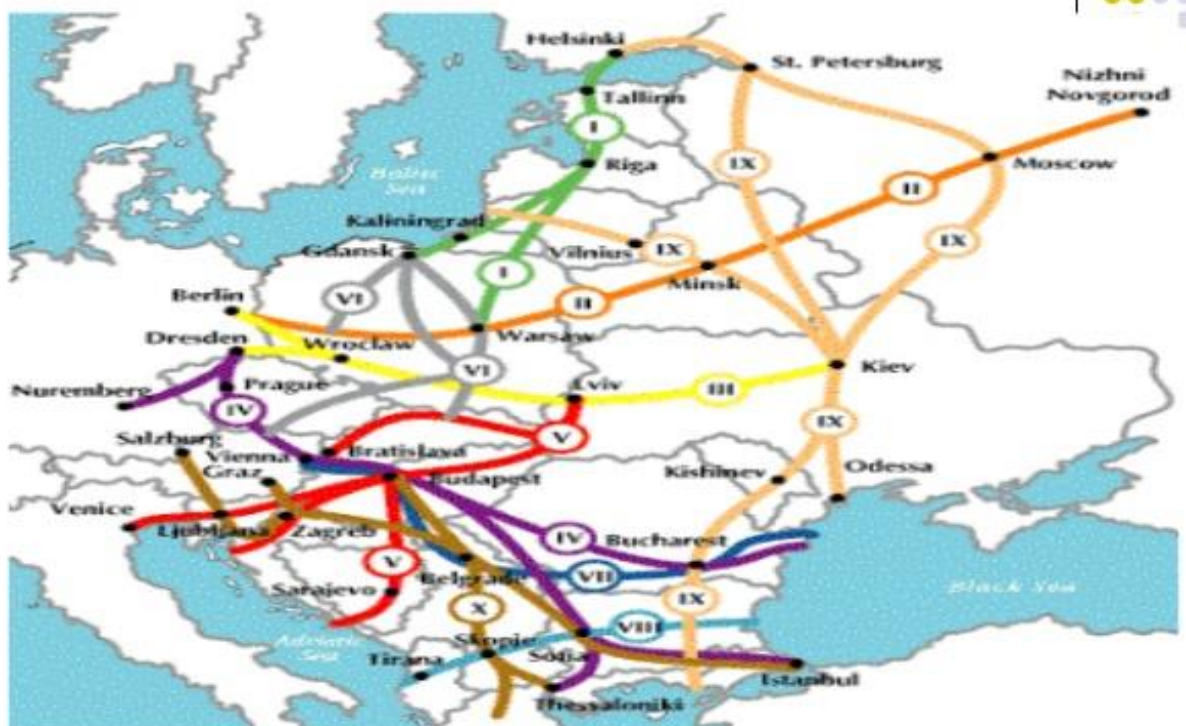 Helsinki
St. Petersburg
Nizhni
Novgorod
Tallinn
I
Riga
IX
Moscow
II
Baltic
Sea
Kaliningrad
Gdansk
Vilnius
IX
IX
I
Minsk
VI
II
Berlin
Warsaw
Dresden
Wroclaw
VI
Kiev
Nuremberg
Prague
Lviv
III
IV
V
IX
Salzburg
Vienna
Bratislava
Graz
Budapest
Kishinev
Odessa
Venice
Ljubljana
Zagreb
IV
Bucharest
V
Belgrade
VII
Sarajevo
X
IX
Black Sea
Adriatic
Sea
Skopje
VIII
Tirana
Sofia
Istanbul
Thessaloniki